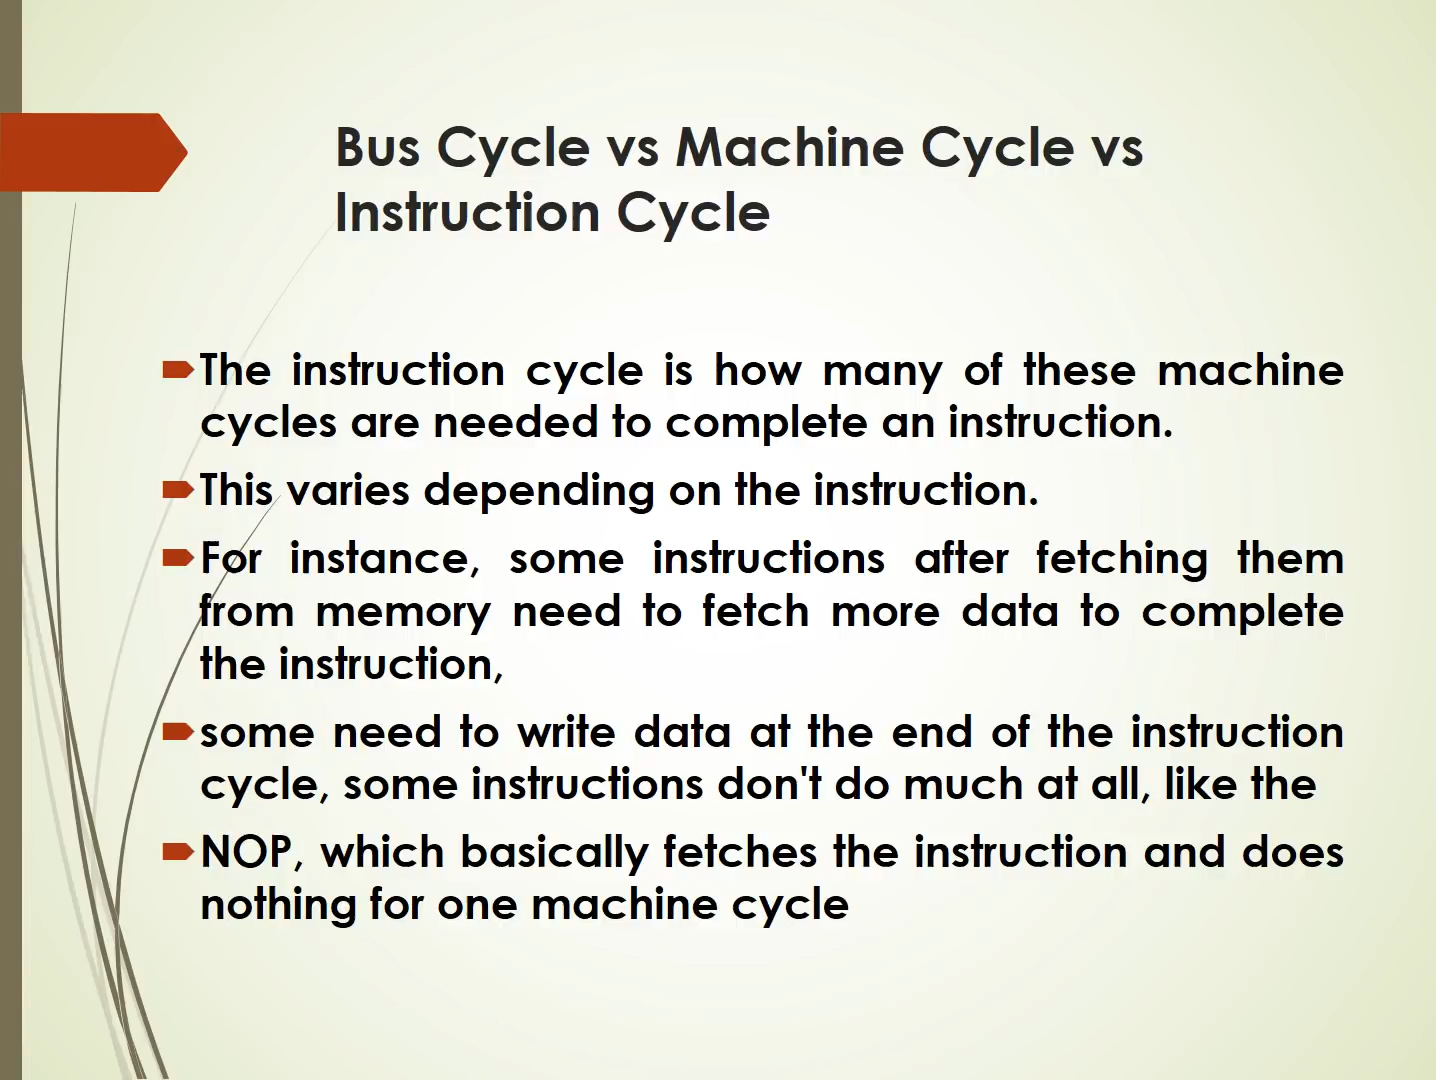 Bus Cycle vs Machine Cycle vs
Instruction Cycle
The instruction cycle is how many of these machine
cycles are needed to complete an instruction.
This varies depending on the instruction.
For instance, some instructions after fetching them
from memory need to fetch more data to complete
the instruction,
some need to write data at the end of the instruction
cycle, some instructions don't do much at all, like the
NOP, which basically fetches the instruction and does
nothing for one machine cycle